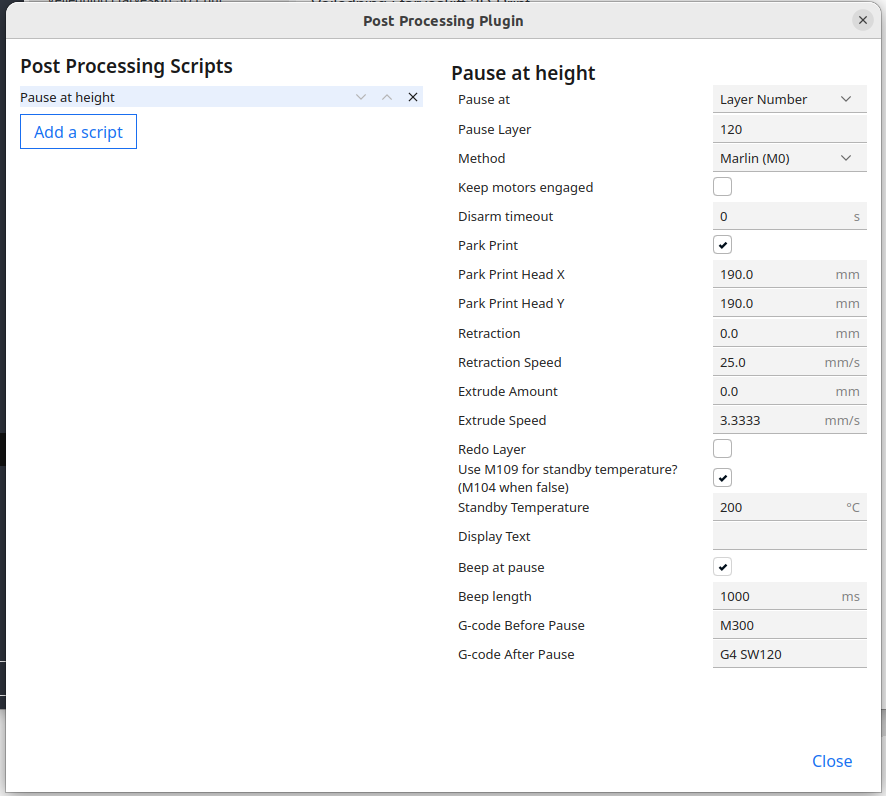 Post Processing Plugin
Post Processing Scripts
Pause at height
Add a script
Pause at height
Pause at Layer Number
Pause Layer 120
Method Marlin (M0)
Keep motors engaged
Disarm timeout 0 s
Park Print
Park Print Head X 190.0 mm
Park Print Head Y 190.0 mm
Retraction 0.0 mm
Retraction Speed 25.0 mm/s
Extrude Amount 0.0 mm
Extrude Speed 3.3333 mm/s
Redo Layer
Use M109 for standby temperature?
(M104 when false)
Standby Temperature 200 °C
Display Text
Beep at pause
Beep length 1000 ms
G-code Before Pause M300
G-code After Pause G4 SW120
Close